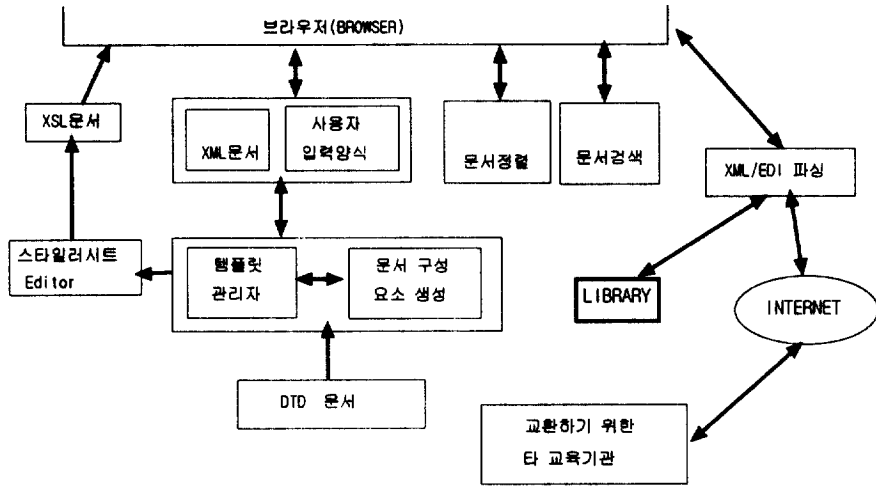 브라우저(BROWSER)
XSL문서
XML문서
사용자
입력양식
문서정렬
문서검색
XML/EDI 파싱
스타일러시트
Editor
템플릿
관리자
문서 구성
요소 생성
LIBRARY
INTERNET
DTD 문서
교환하기 위한
타 교육기관